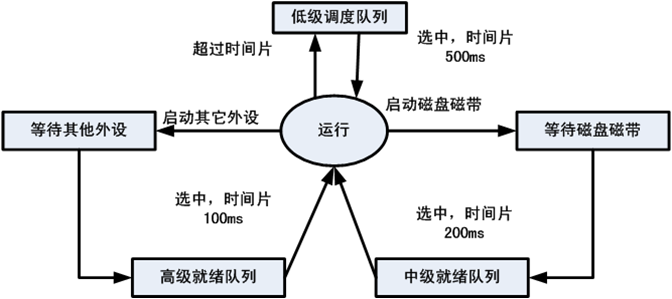 低级调度队列
超过时间片
选中，时间片
500ms
启动其它外设
运行
启动磁盘磁带
等待其他外设
等待磁盘磁带
选中，时间片
100ms
选中，时间片
200ms
高级就绪队列
中级就绪队列